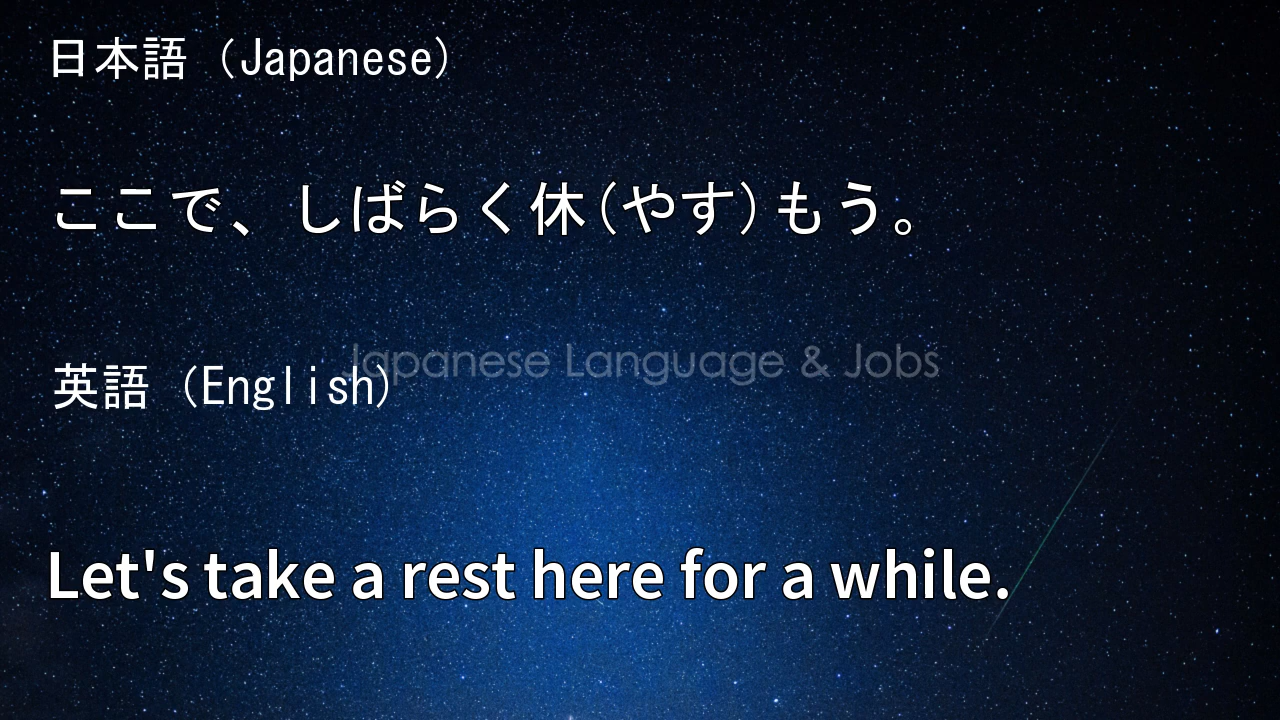 日本語 (Japanese)
ここで、しばらく休(やす)もう。
Japanese Language & Jobs
英語 (English)
Let's take a rest here for a while.